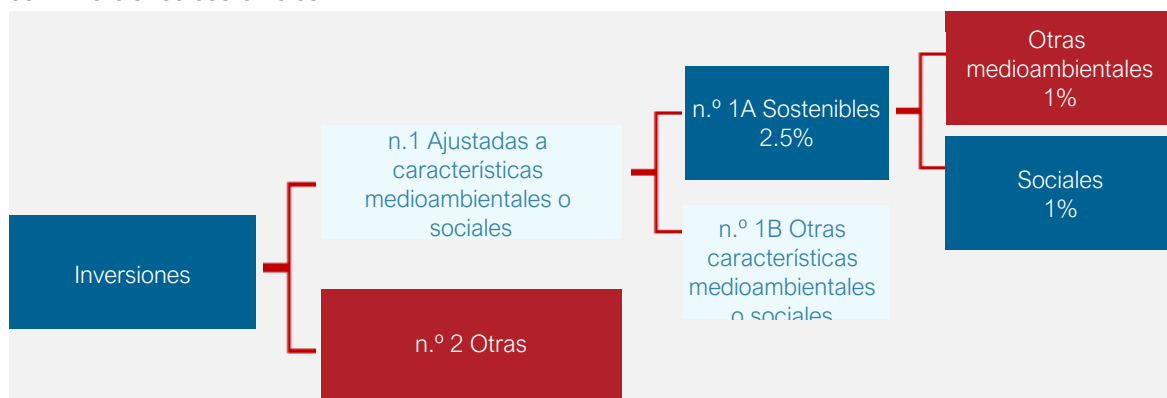 Inversiones
n.1 Ajustadas a
características
medioambientales o
sociales
n.º 2 Otras
n.º 1A Sostenibles
2.5%
n.º 1B Otras
características
medioambientales
o sociales
Otras
medioambientales
1%
Sociales
1%